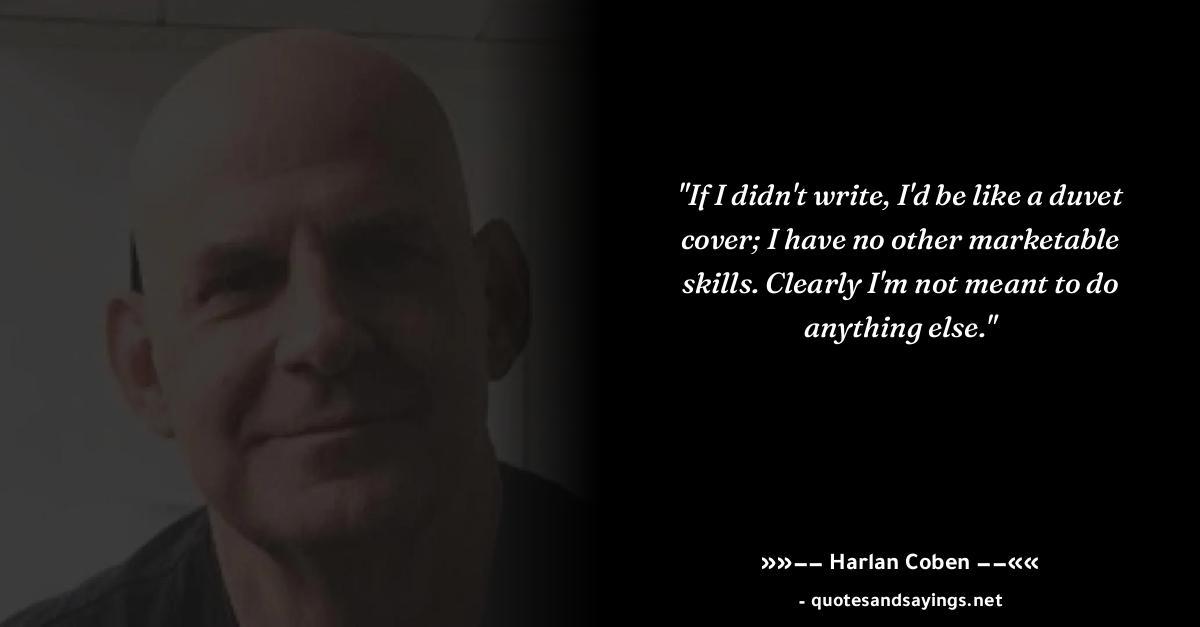 "If I didn't write, I'd be like a duvet
cover; I have no other marketable
skills. Clearly I'm not meant to do
anything else."
»»—— Harlan Coben ——««
- quotesandsayings.net